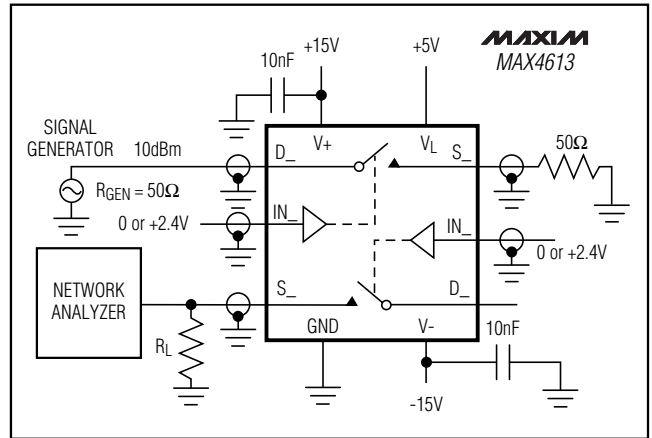 MAXIM
MAX4613
+15V
+5V
10nF
SIGNAL
GENERATOR
10dBm
D_
V+
VL
S_
50Ω
RGEN = 50Ω
0 or +2.4V
IN_
IN_
0 or +2.4V
NETWORK
ANALYZER
S_
D_
RL
GND
V-
10nF
-15V